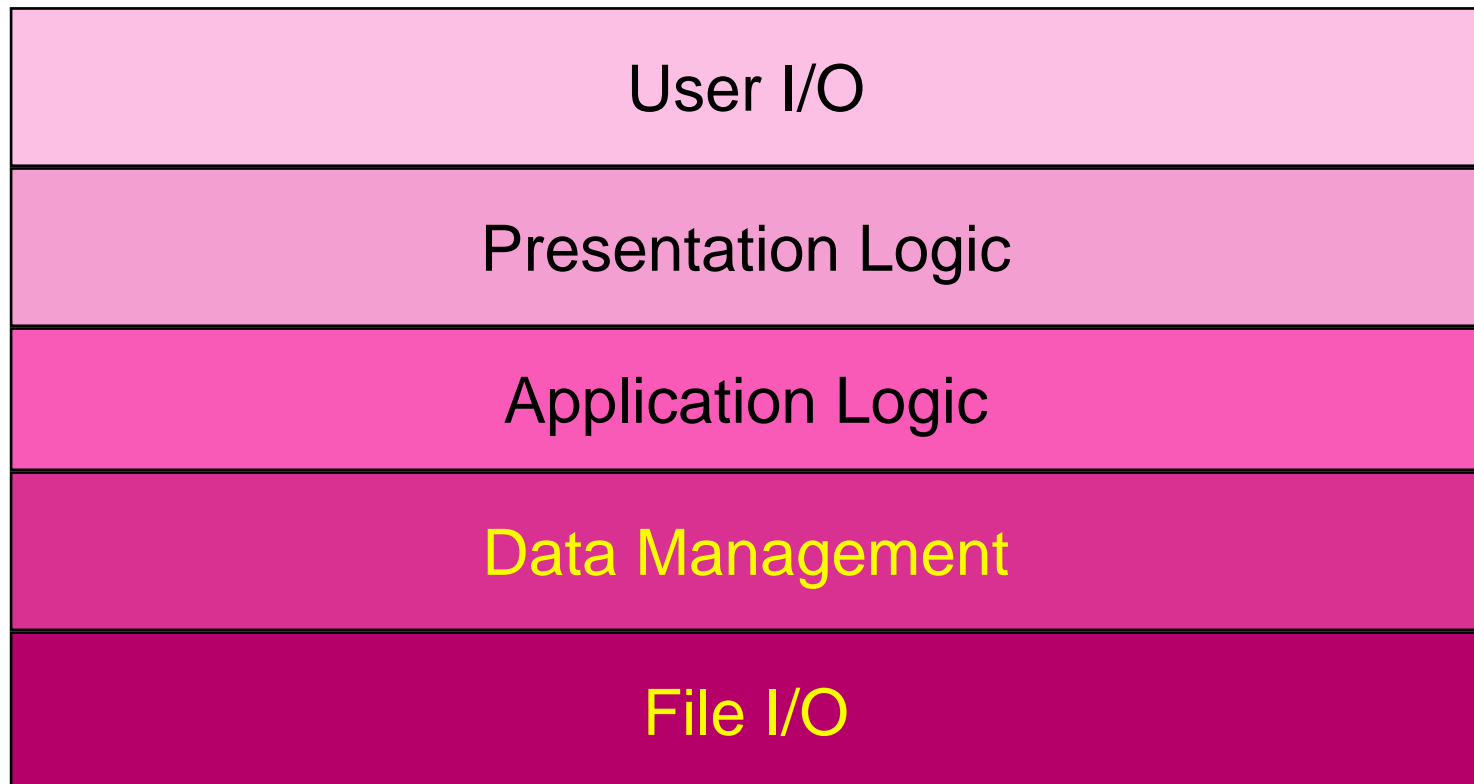 User I/O
Presentation Logic
Application Logic
Data Management
File I/O